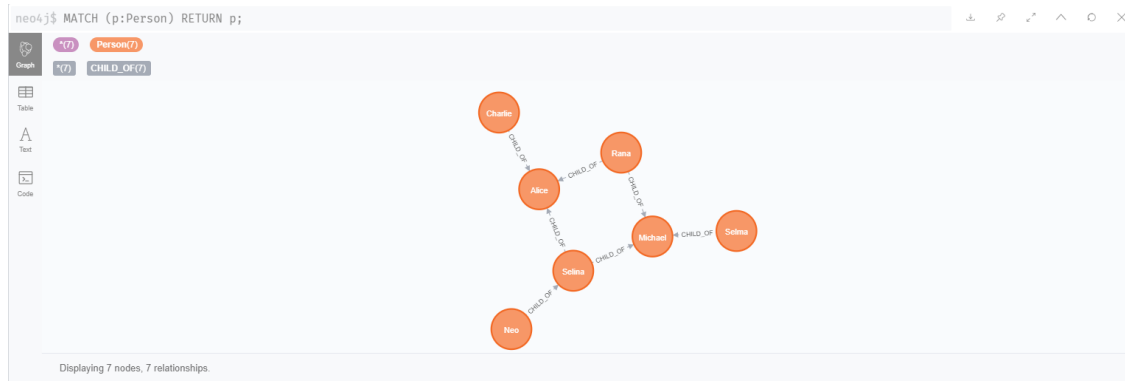 neo4j$ MATCH (p:Person) RETURN p;
Graph
*(7) Person(7)
*(7) CHILD_OF(7)
Table
Text
Code
Charlie
CHILD_OF
Rana
CHILD_OF
Alice
CHILD_OF
CHILD_OF
Michael
CHILD_OF
Selma
CHILD_OF
Selina
CHILD_OF
Neo
Displaying 7 nodes, 7 relationships.